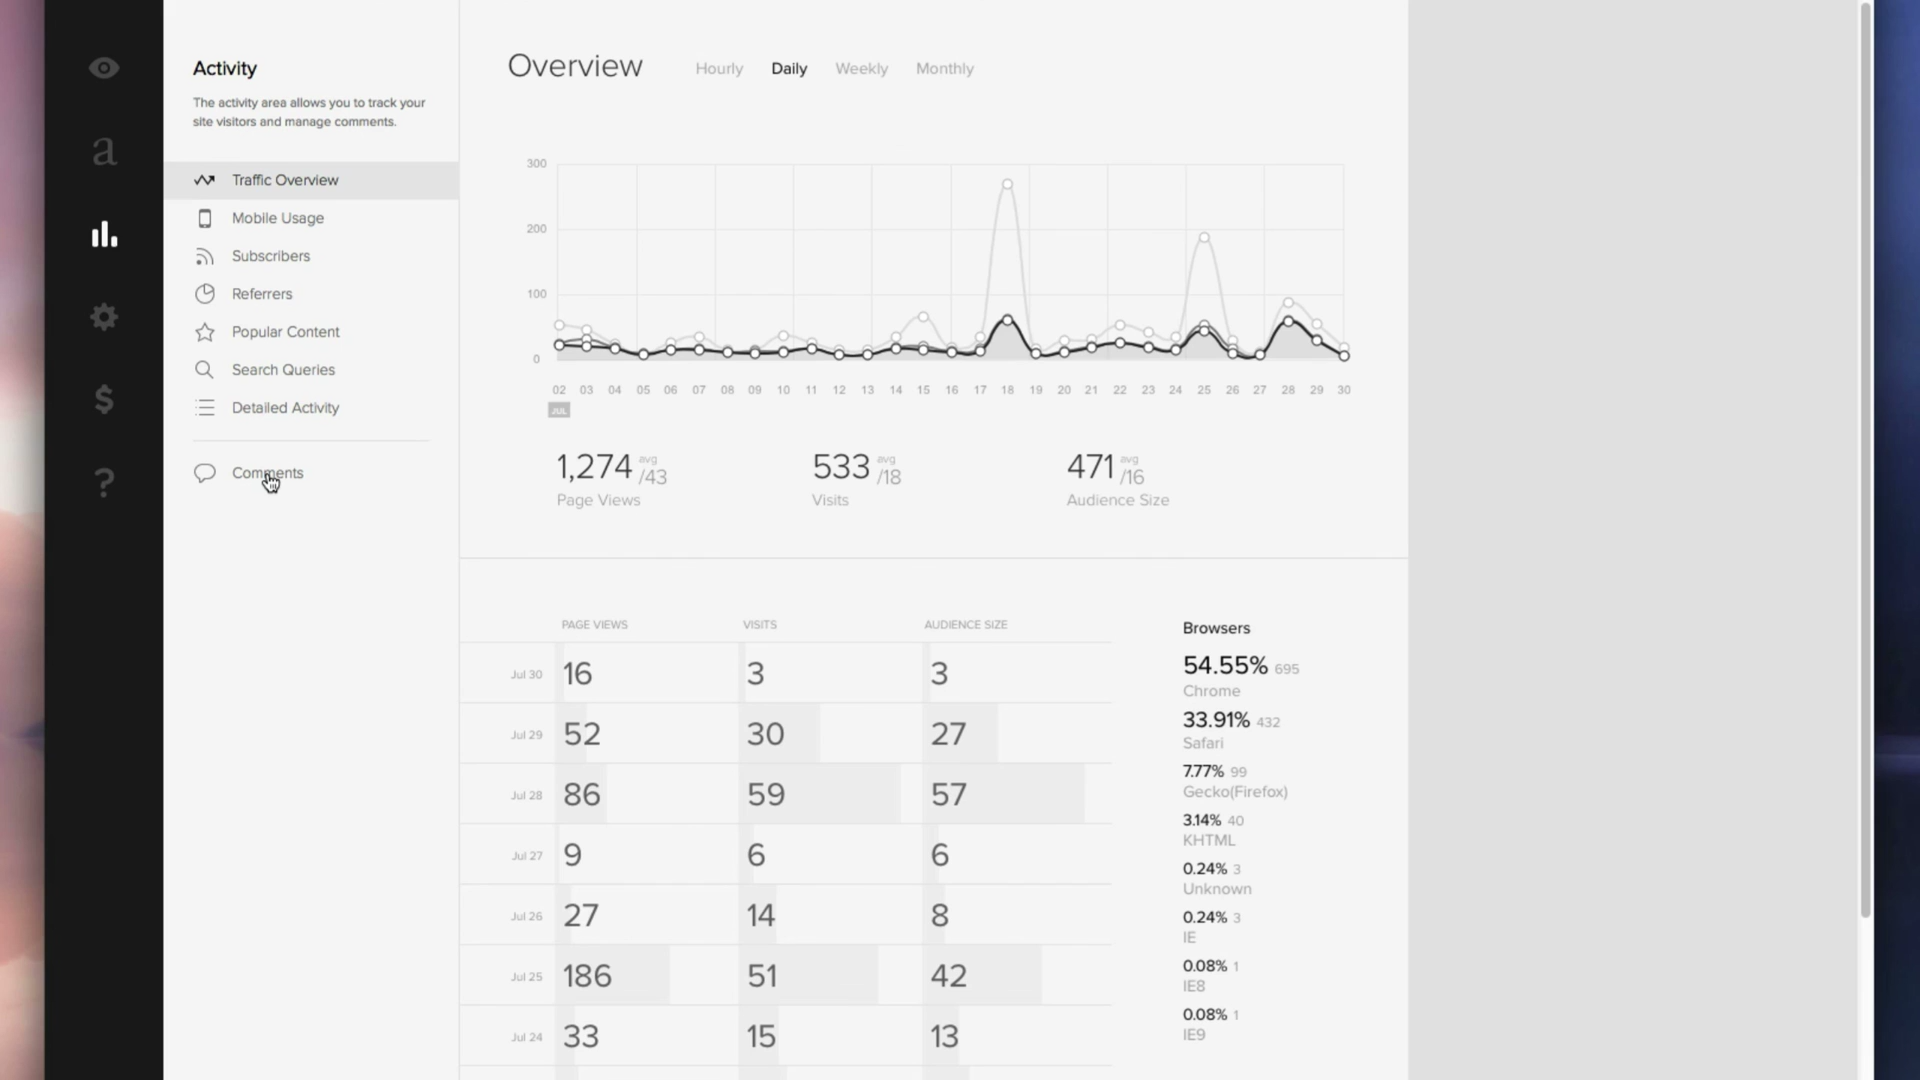 Activity
The activity area allows you to track your
site visitors and manage comments.
Traffic Overview
Mobile Usage
Subscribers
Referrers
Popular Content
Search Queries
Detailed Activity
Comments
a
$
?
Overview Hourly Daily Weekly Monthly
300
200
100
0
02 03 04 05 06 07 08 09 10 11 12 13 14 15 16 17 18 19 20 21 22 23 24 25 26 27 28 29 30
JUL
1,274 avg /43
Page Views
533 avg /18
Visits
471 avg /16
Audience Size
PAGE VIEWS VISITS AUDIENCE SIZE
Jul 30 16 3 3
Jul 29 52 30 27
Jul 28 86 59 57
Jul 27 9 6 6
Jul 26 27 14 8
Jul 25 186 51 42
Jul 24 33 15 13
Browsers
54.55% 695
Chrome
33.91% 432
Safari
7.77% 99
Gecko(Firefox)
3.14% 40
KHTML
0.24% 3
Unknown
0.24% 3
IE
0.08% 1
IE8
0.08% 1
IE9